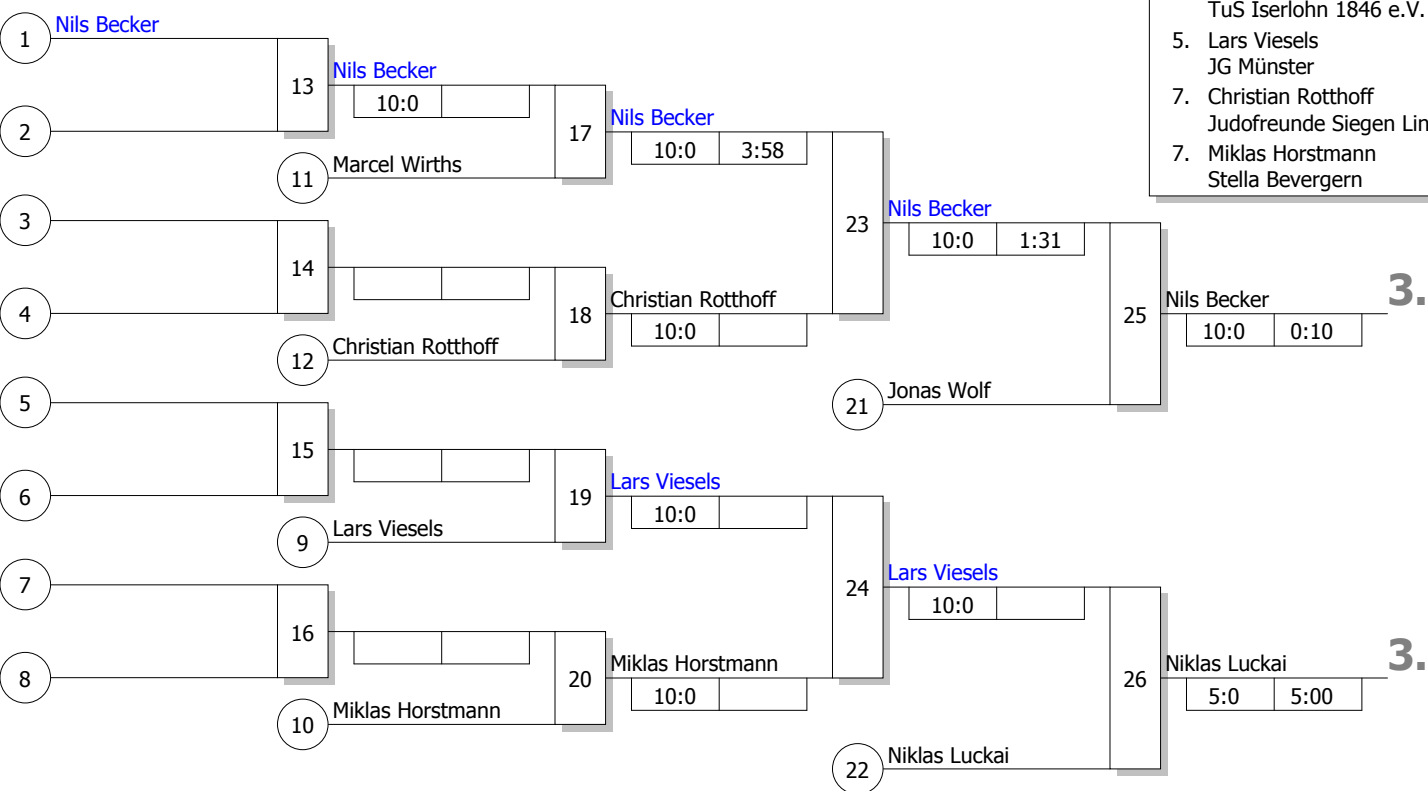 TuS Iserlohn 1846 e.V.
5. Lars Viesels
JG Münster
7. Christian Rotthoff
Judofreunde Siegen Lin
7. Miklas Horstmann
Stella Bevergern
1
Nils Becker
2
13
Nils Becker
10:0
11
Marcel Wirths
17
Nils Becker
10:0 3:58
3
4
14
12
Christian Rotthoff
18
Christian Rotthoff
10:0
23
Nils Becker
10:0 1:31
21
Jonas Wolf
25
Nils Becker
10:0 0:10
3.
5
6
15
9
Lars Viesels
19
Lars Viesels
10:0
7
8
16
10
Miklas Horstmann
20
Miklas Horstmann
10:0
24
Lars Viesels
10:0
22
Niklas Luckai
26
Niklas Luckai
5:0 5:00
3.